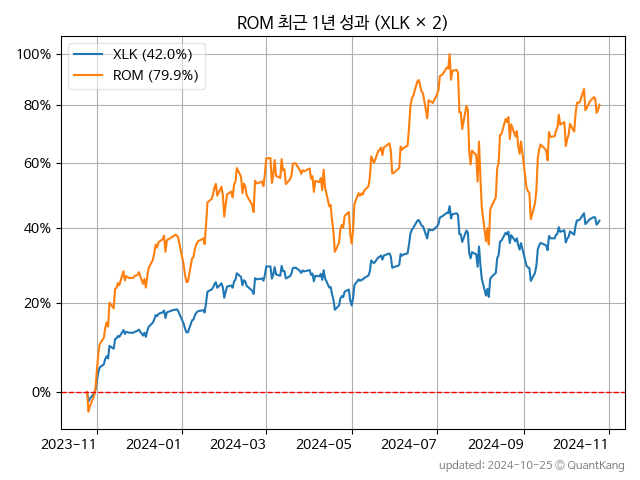 ROM 최근 1년 성과 (XLK × 2)
XLK (42.0%)
ROM (79.9%)
100%
80%
60%
40%
20%
0%
2023-11 2024-01 2024-03 2024-05 2024-07 2024-09 2024-11
updated: 2024-10-25 © QuantKang